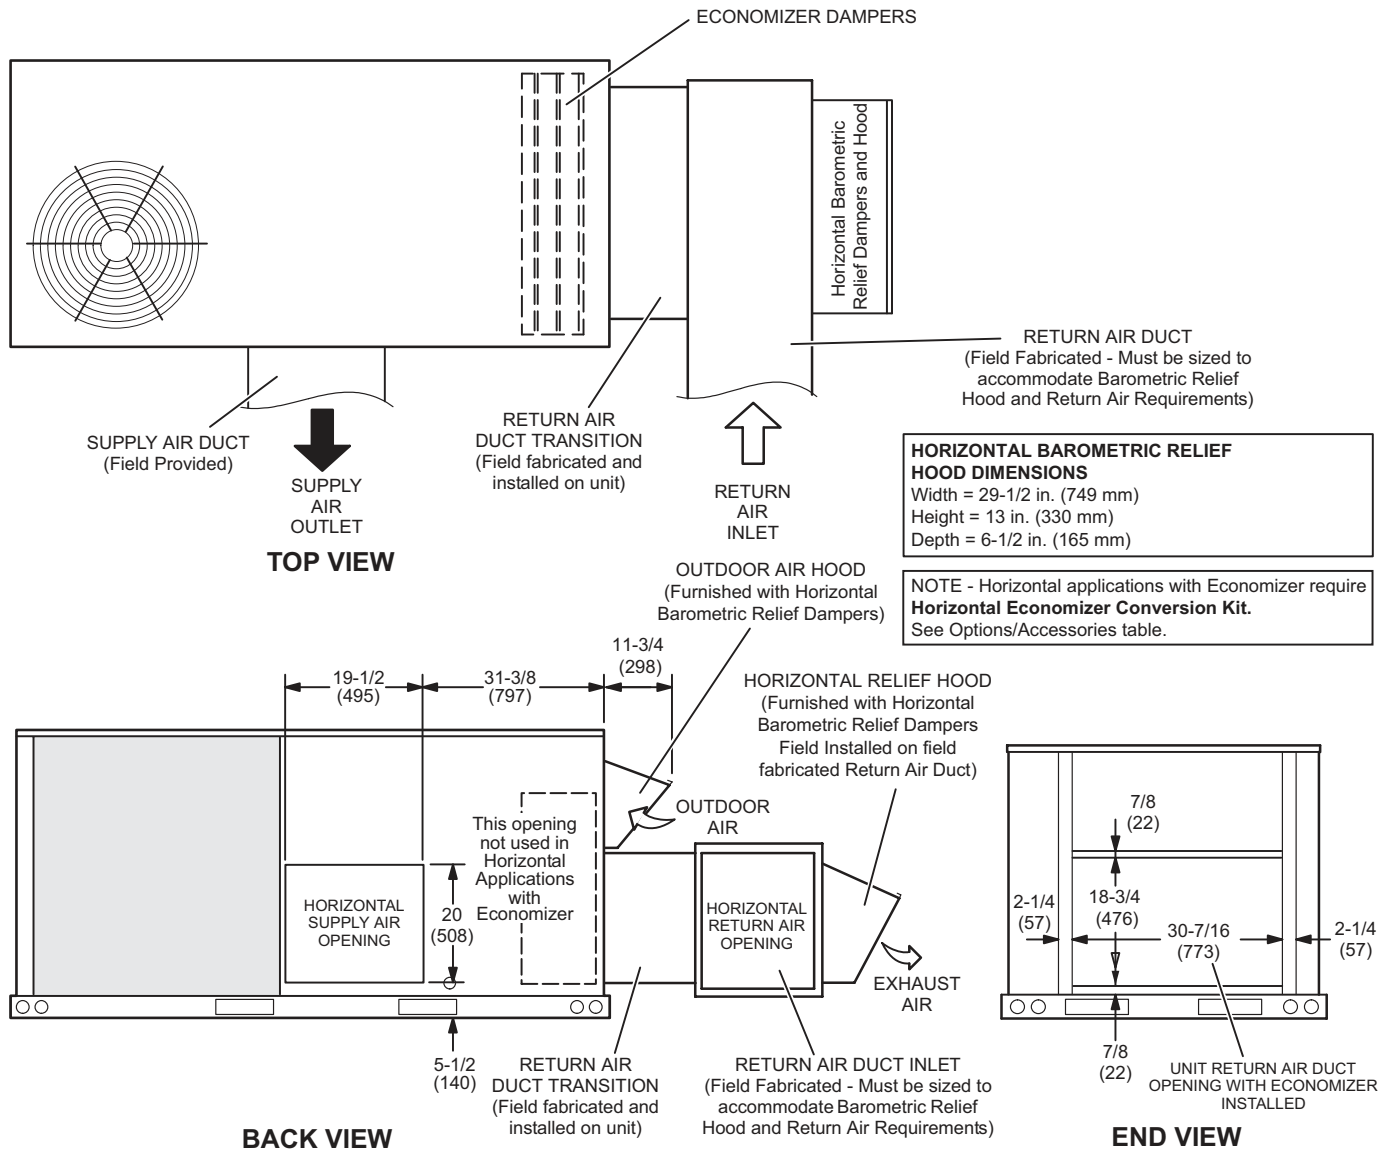 ECONOMIZER DAMPERS
Horizontal Barometric
Relief Dampers and Hood
RETURN AIR DUCT
(Field Fabricated - Must be sized to
accommodate Barometric Relief
Hood and Return Air Requirements)
SUPPLY AIR DUCT
(Field Provided)
SUPPLY
AIR
OUTLET
RETURN AIR
DUCT TRANSITION
(Field fabricated and
installed on unit)
RETURN
AIR
INLET
TOP VIEW
HORIZONTAL BAROMETRIC RELIEF
HOOD DIMENSIONS
Width = 29-1/2 in. (749 mm)
Height = 13 in. (330 mm)
Depth = 6-1/2 in. (165 mm)
NOTE - Horizontal applications with Economizer require
Horizontal Economizer Conversion Kit.
See Options/Accessories table.
OUTDOOR AIR HOOD
(Furnished with Horizontal
Barometric Relief Dampers)
19-1/2
(495)
31-3/8
(797)
11-3/4
(298)
HORIZONTAL RELIEF HOOD
(Furnished with Horizontal
Barometric Relief Dampers
Field Installed on field
fabricated Return Air Duct)
OUTDOOR
AIR
This opening
not used in
Horizontal
Applications
with
Economizer
HORIZONTAL
SUPPLY AIR
OPENING
20
(508)
HORIZONTAL
RETURN AIR
OPENING
EXHAUST
AIR
5-1/2
(140)
RETURN AIR
DUCT TRANSITION
(Field fabricated and
installed on unit)
RETURN AIR DUCT INLET
(Field Fabricated - Must be sized to
accommodate Barometric Relief
Hood and Return Air Requirements)
BACK VIEW
7/8
(22)
2-1/4
(57)
18-3/4
(476)
30-7/16
(773)
2-1/4
(57)
7/8
(22)
UNIT RETURN AIR DUCT
OPENING WITH ECONOMIZER
INSTALLED
END VIEW